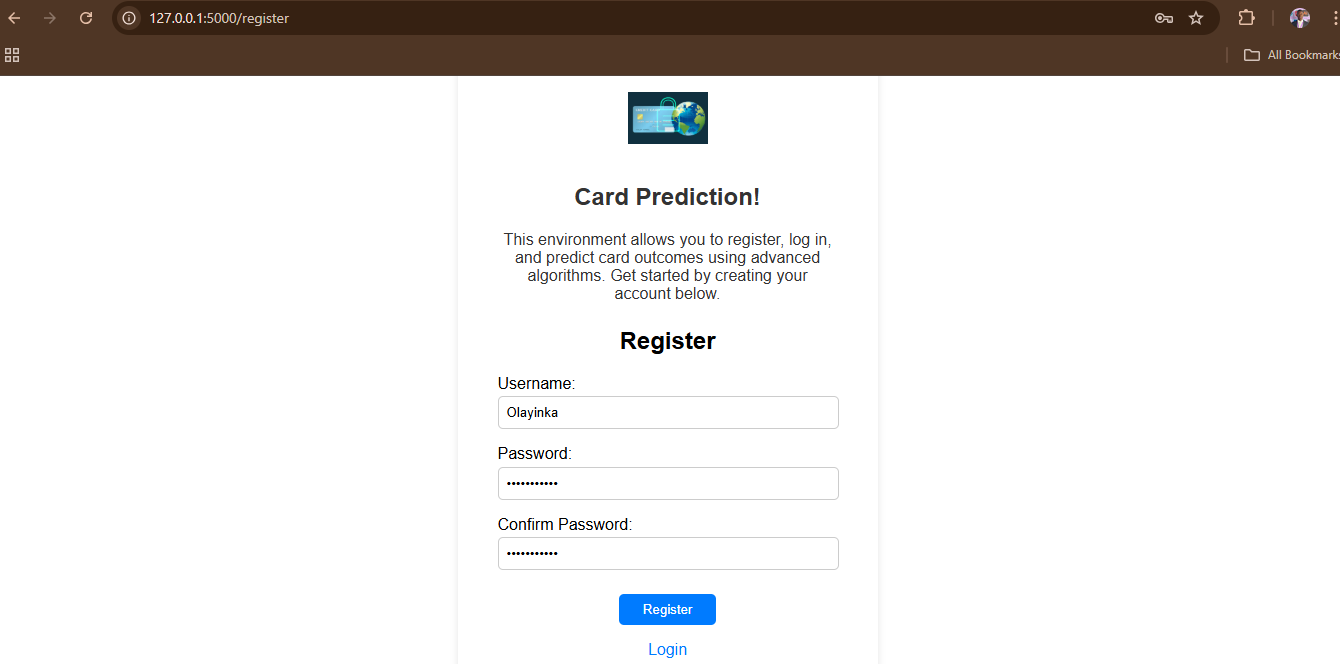 127.0.0.1:5000/register
All Bookmarks
Card Prediction!
This environment allows you to register, log in,
and predict card outcomes using advanced
algorithms. Get started by creating your
account below.
Register
Username:
Olayinka
Password:
•••••••••••
Confirm Password:
•••••••••••
Register
Login